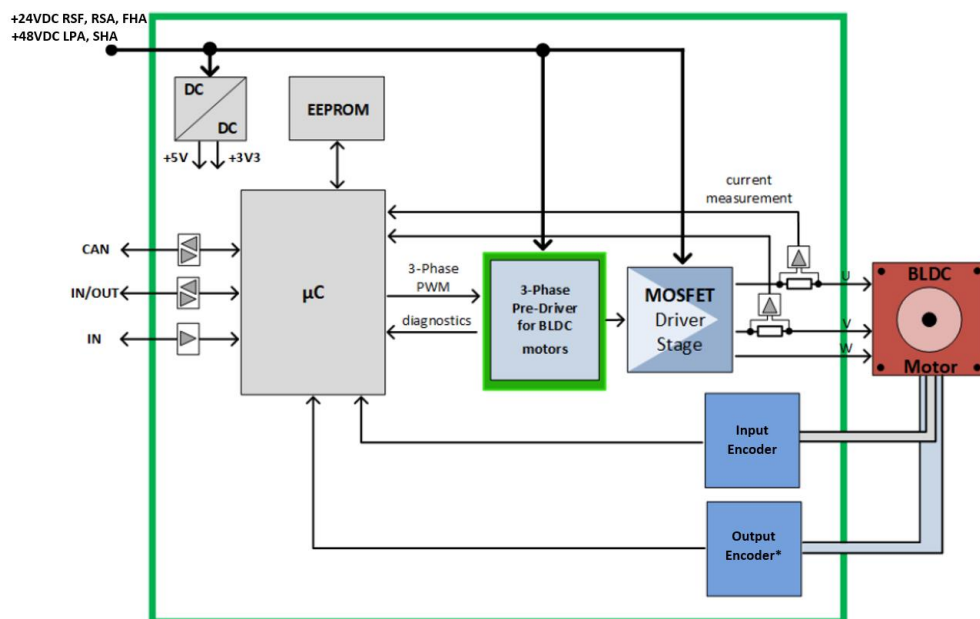 +24VDC RSF, RSA, FHA
+48VDC LPA, SHA
DC
DC
+5V
+3V3
EEPROM
current
measurement
CAN
IN/OUT
IN
µC
3-Phase
PWM
diagnostics
3-Phase
Pre-Driver
for BLDC
motors
MOSFET
Driver
Stage
U
V
W
BLDC
Motor
Input
Encoder
Output
Encoder*